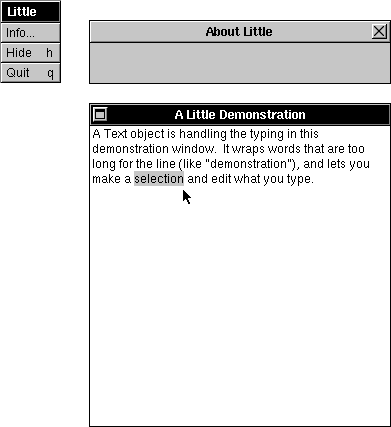 Little
Info...
Hide h
Quit q
About Little
A Little Demonstration
A Text object is handling the typing in this
demonstration window.  It wraps words that are too
long for the line (like "demonstration"), and lets you
make a selection and edit what you type.